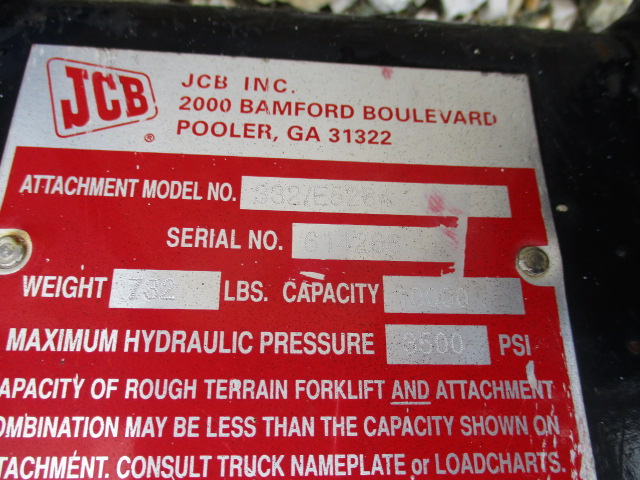 JCB
®
JCB INC.
2000 BAMFORD BOULEVARD
POOLER, GA 31322
ATTACHMENT MODEL NO.
SERIAL NO.
WEIGHT 732 LBS. CAPACITY
MAXIMUM HYDRAULIC PRESSURE PSI
APACITY OF ROUGH TERRAIN FORKLIFT AND ATTACHMENT
OMBINATION MAY BE LESS THAN THE CAPACITY SHOWN ON
TTACHMENT. CONSULT TRUCK NAMEPLATE or LOADCHARTS.